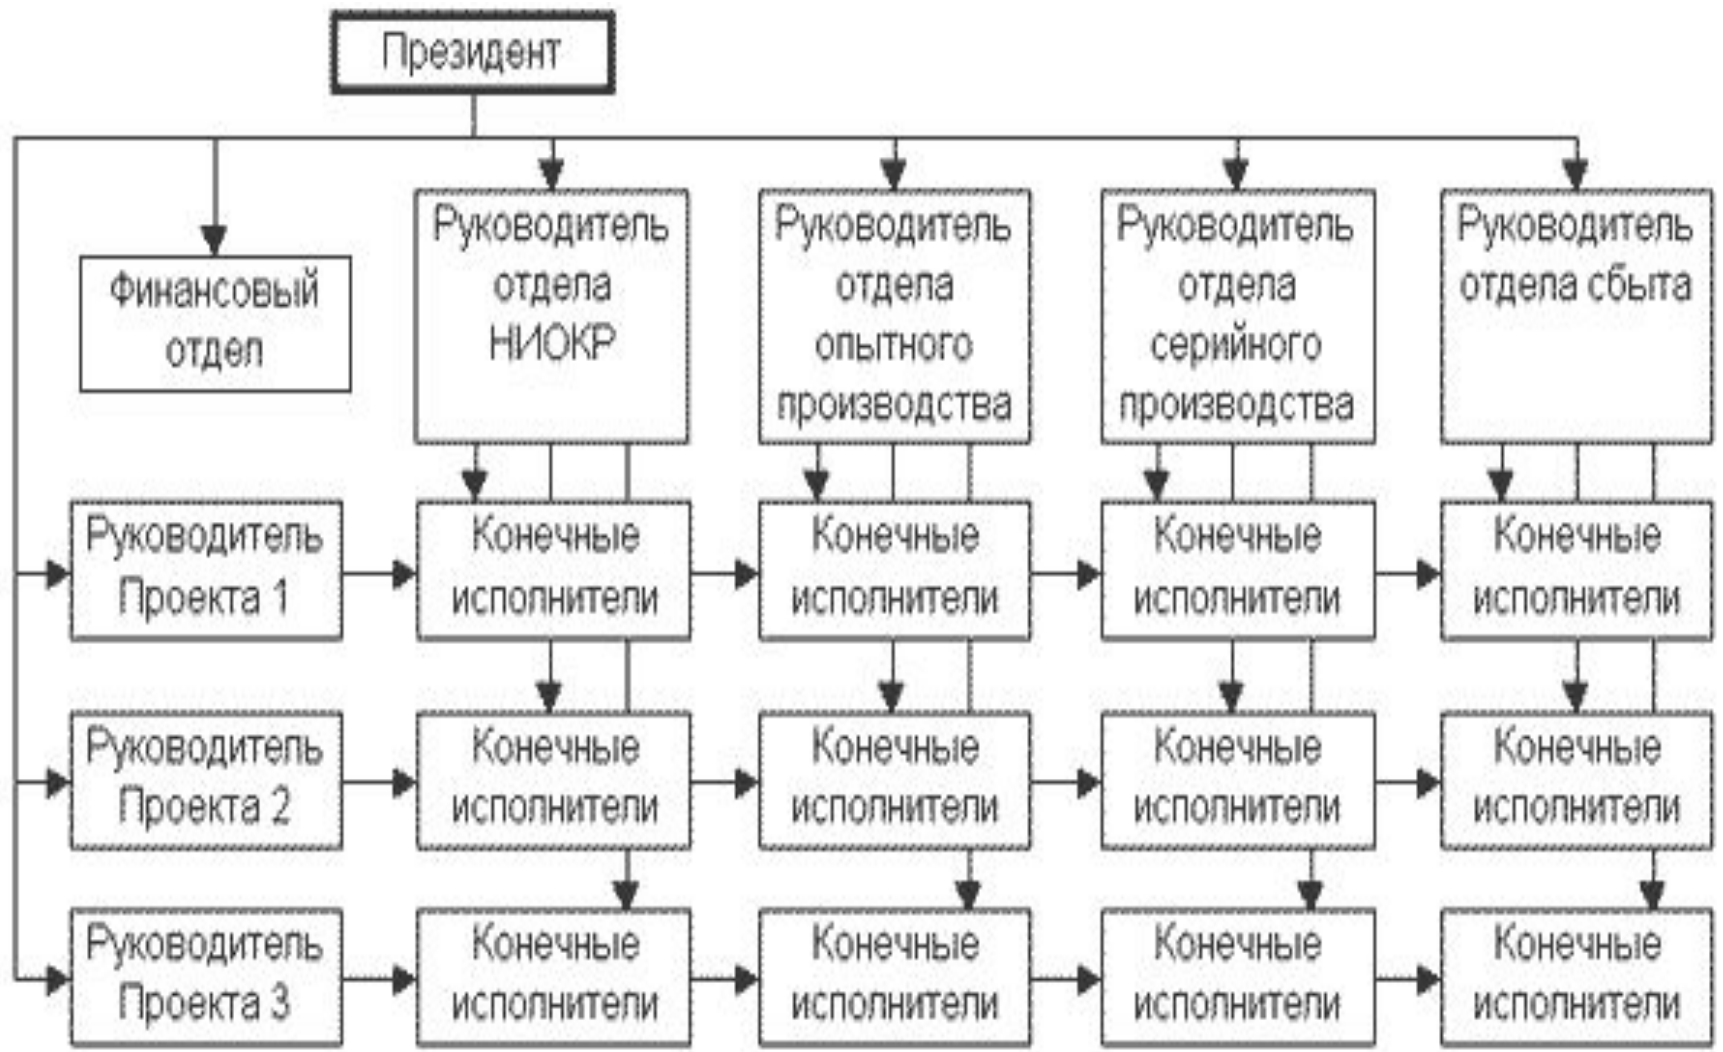 Президент
Финансовый
отдел
Руководитель
отдела
НИОКР
Руководитель
отдела
опытного
производства
Руководитель
отдела
серийного
производства
Руководитель
отдела сбыта
Руководитель
Проекта 1
Конечные
исполнители
Конечные
исполнители
Конечные
исполнители
Конечные
исполнители
Руководитель
Проекта 2
Конечные
исполнители
Конечные
исполнители
Конечные
исполнители
Конечные
исполнители
Руководитель
Проекта 3
Конечные
исполнители
Конечные
исполнители
Конечные
исполнители
Конечные
исполнители